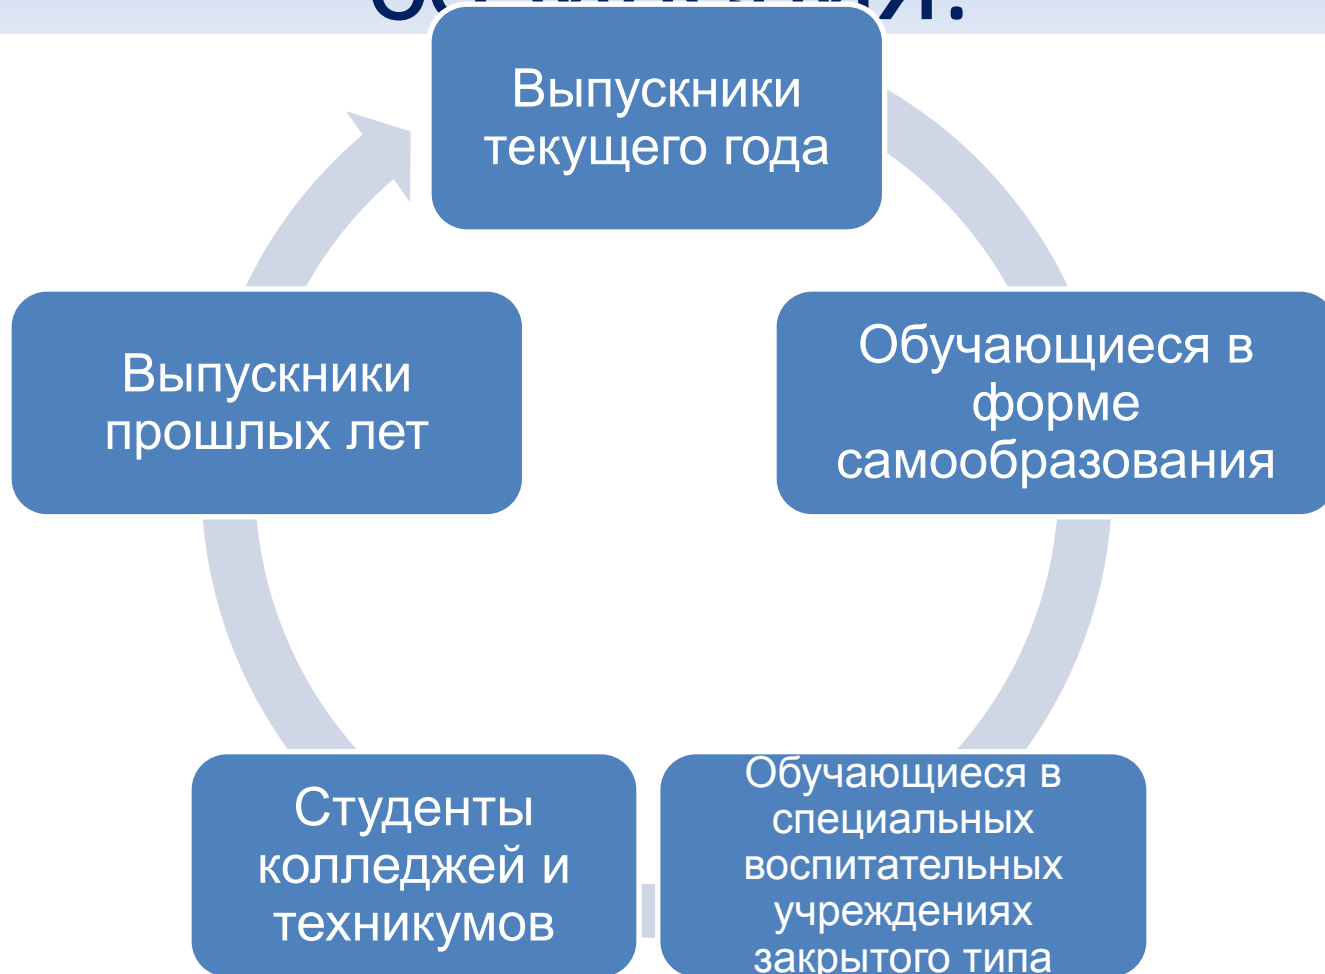 Выпускники
текущего года
Обучающиеся в
форме
самообразования
Обучающиеся в
специальных
воспитательных
учреждениях
закрытого типа
Студенты
колледжей и
техникумов
Выпускники
прошлых лет